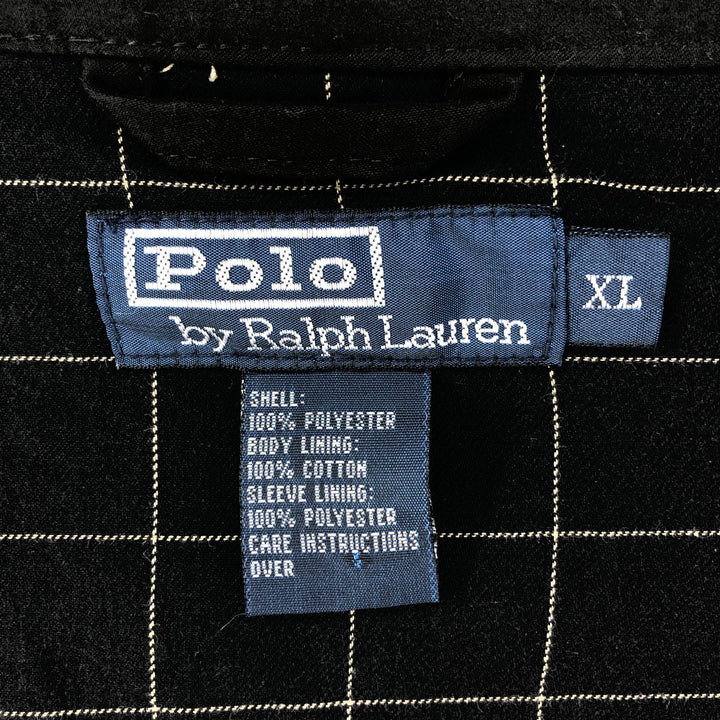 Polo
by Ralph Lauren
XL
SHELL:
100% POLYESTER
BODY LINING:
100% COTTON
SLEEVE LINING:
100% POLYESTER
CARE INSTRUCTIONS
OVER